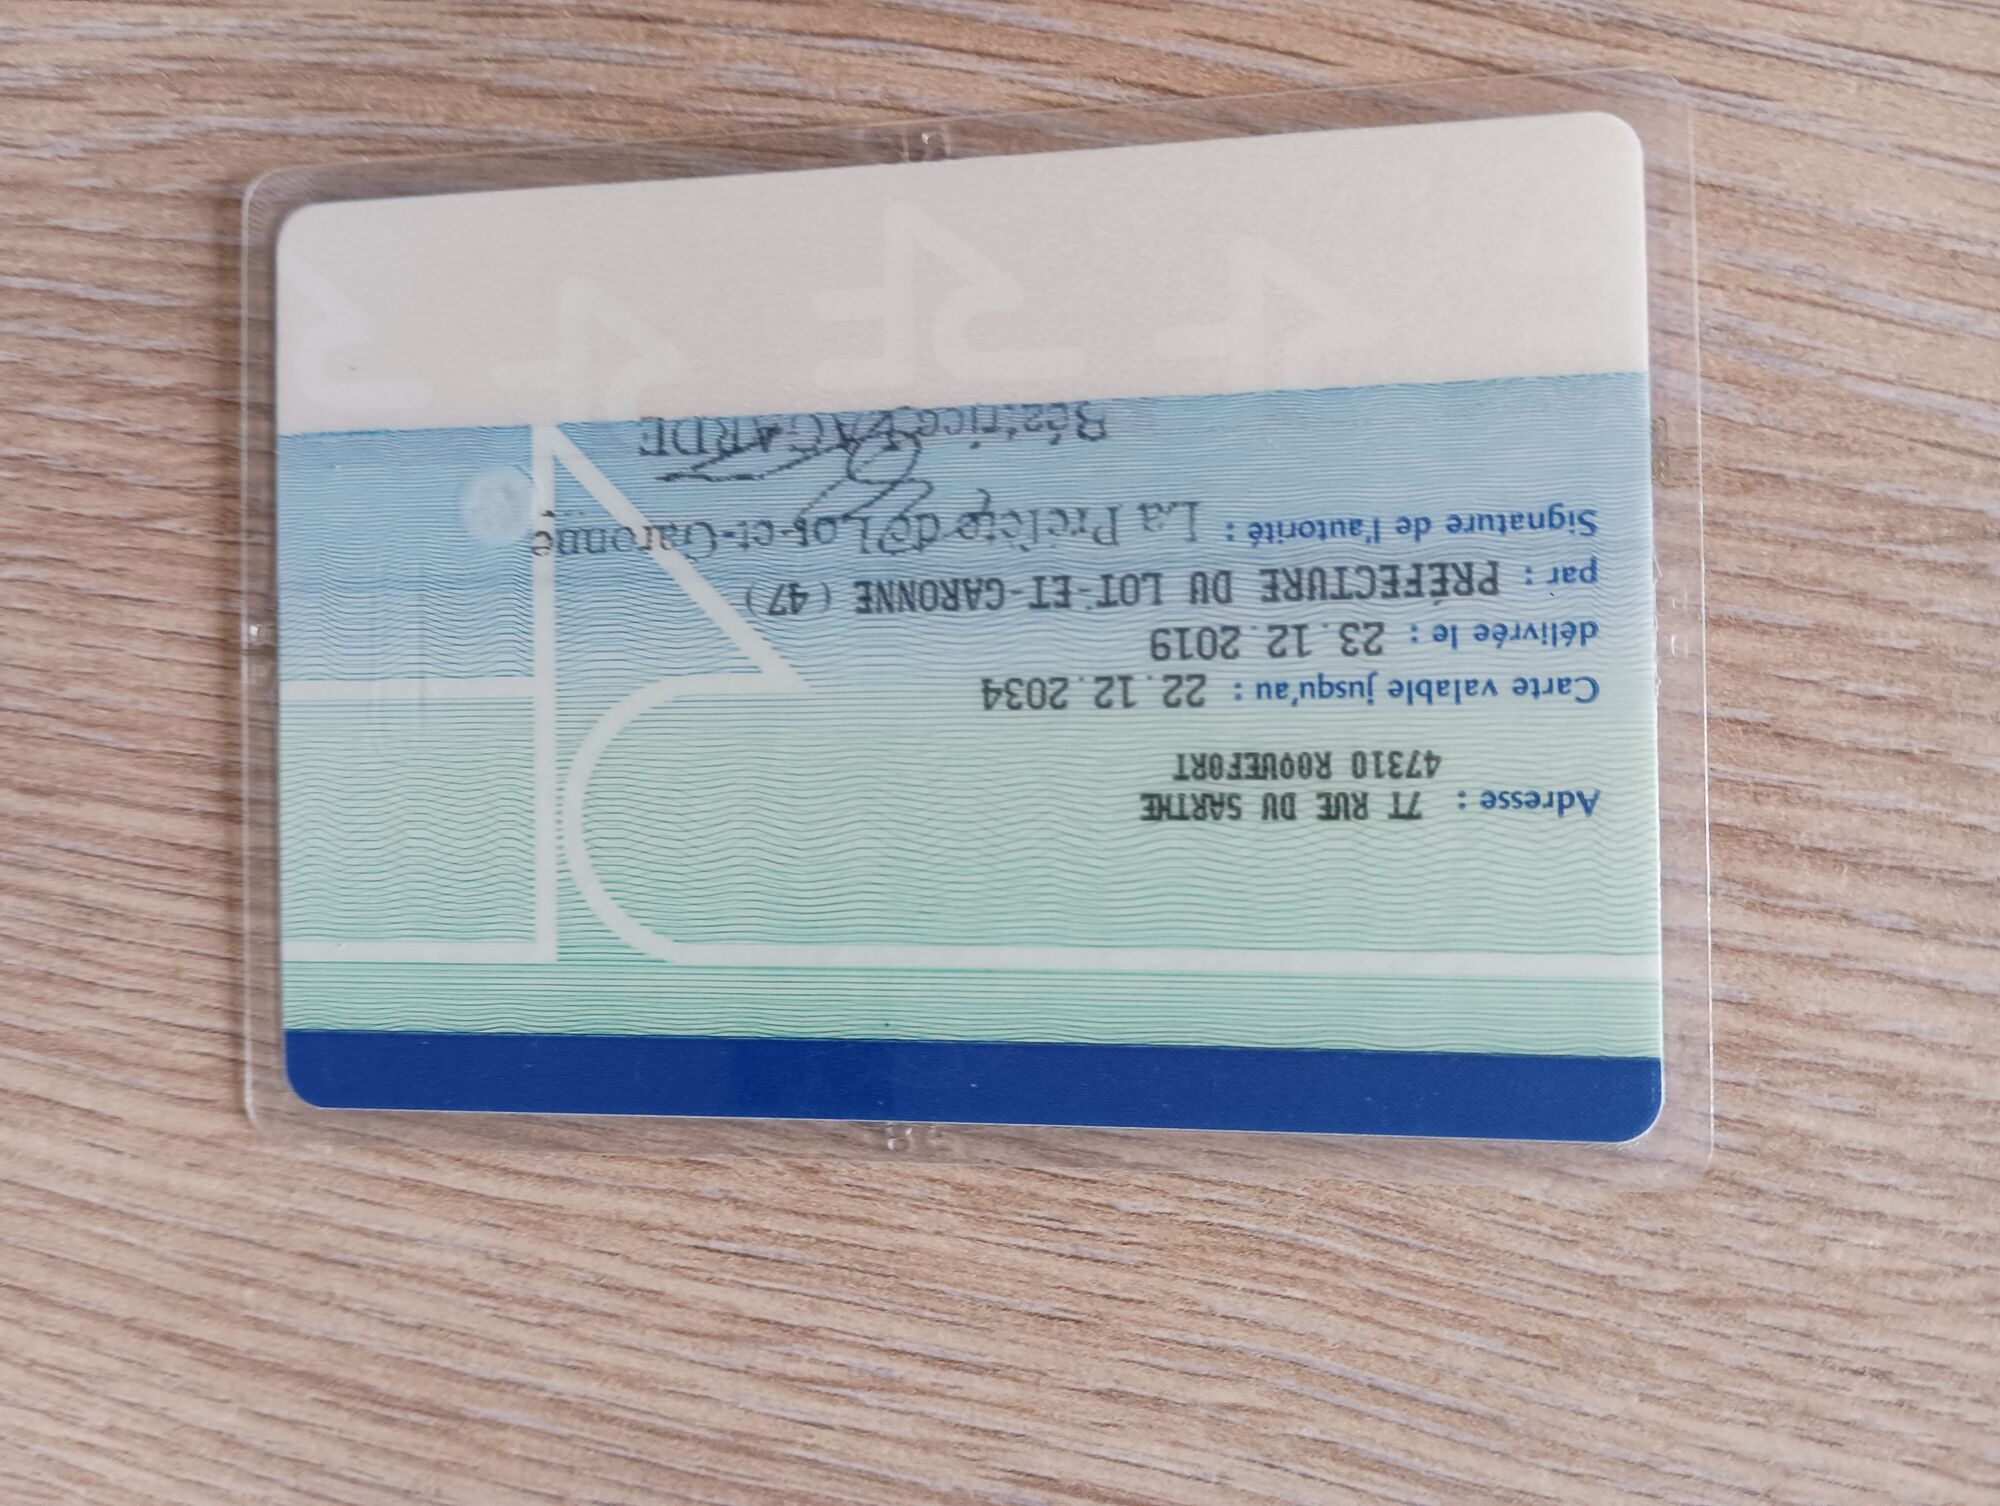 Adresse : 7T RUE DU SARTHE
47310 ROQUEFORT
Carte valable jusqu'au : 22.12.2034
délivrée le : 23.12.2019
par : PRÉFECTURE DU LOT-ET-GARONNE (47)
Signature de l'autorité : La Préfète de Lot-et-Garonne
Béatrice LAGARDE